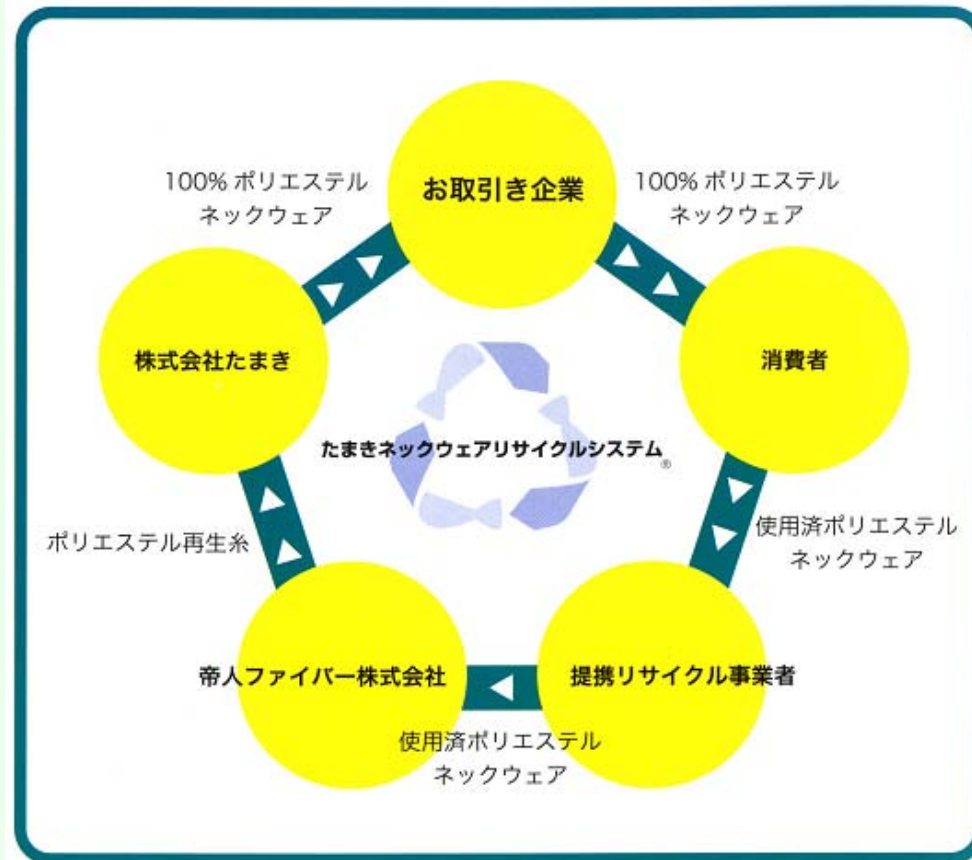 お取引き企業
100% ポリエステル
ネックウェア
100% ポリエステル
ネックウェア
株式会社たまき
消費者
たまきネックウェアリサイクルシステム®
ポリエステル再生糸
使用済ポリエステル
ネックウェア
帝人ファイバー株式会社
提携リサイクル事業者
使用済ポリエステル
ネックウェア